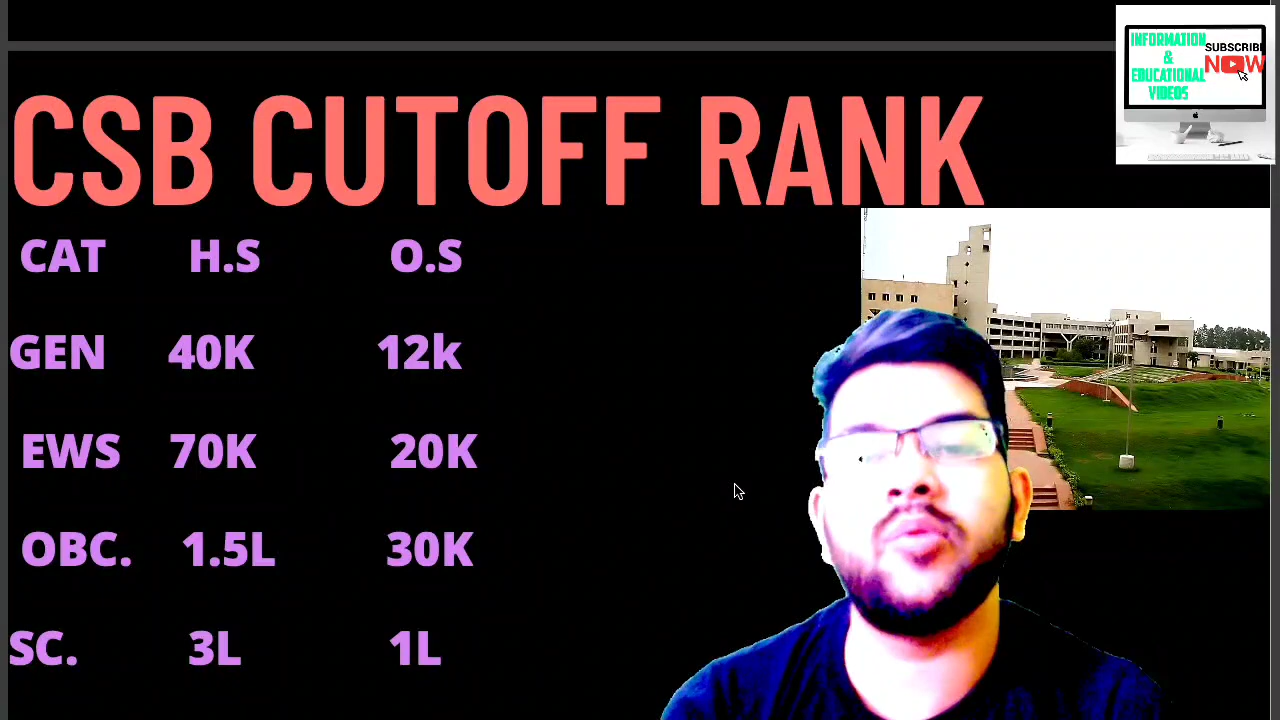 INFORMATION
&
EDUCATIONAL
VIDEOS
SUBSCRIBE
NOW
CSB CUTOFF RANK
CAT H.S O.S
GEN 40K 12k
EWS 70K 20K
OBC. 1.5L 30K
SC. 3L 1L